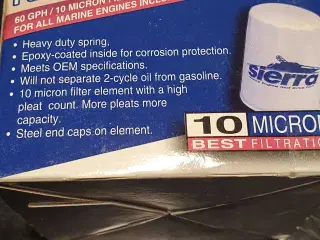 60 GPH / 10 MICRON
FOR ALL MARINE ENGINES
• Heavy duty spring.
• Epoxy-coated inside for corrosion protection.
• Meets OEM specifications.
• Will not separate 2-cycle oil from gasoline.
• 10 micron filter element with a high
pleat count. More pleats more
capacity.
• Steel end caps on element.
sierra
10 MICRON
BEST FILTRATION